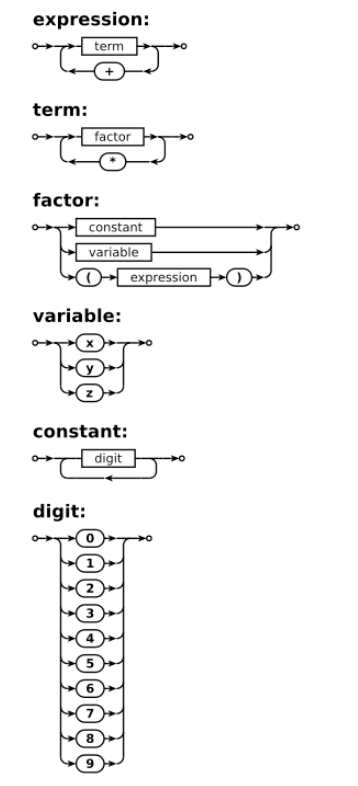 expression:
term
+
term:
factor
*
factor:
constant
variable
( expression )
variable:
x
y
z
constant:
digit
digit:
0
1
2
3
4
5
6
7
8
9